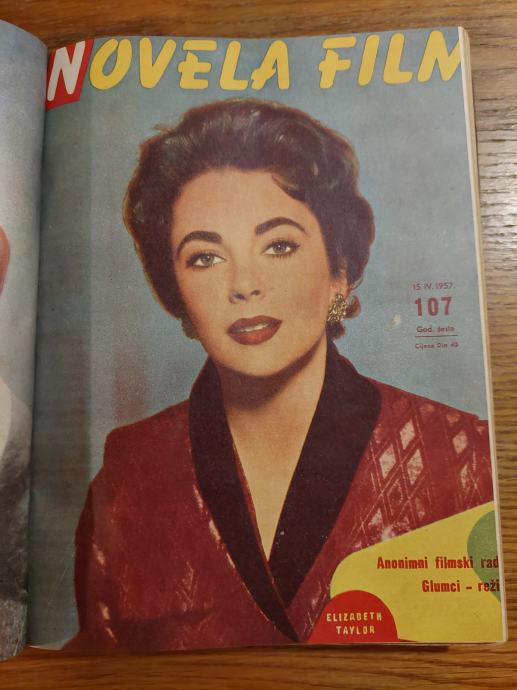 NOVELA FILM
15. IV. 1957
107
God. šesta
Cijena Din 40
Anonimni filmski rad
Glumci - reži
ELIZABETH
TAYLOR